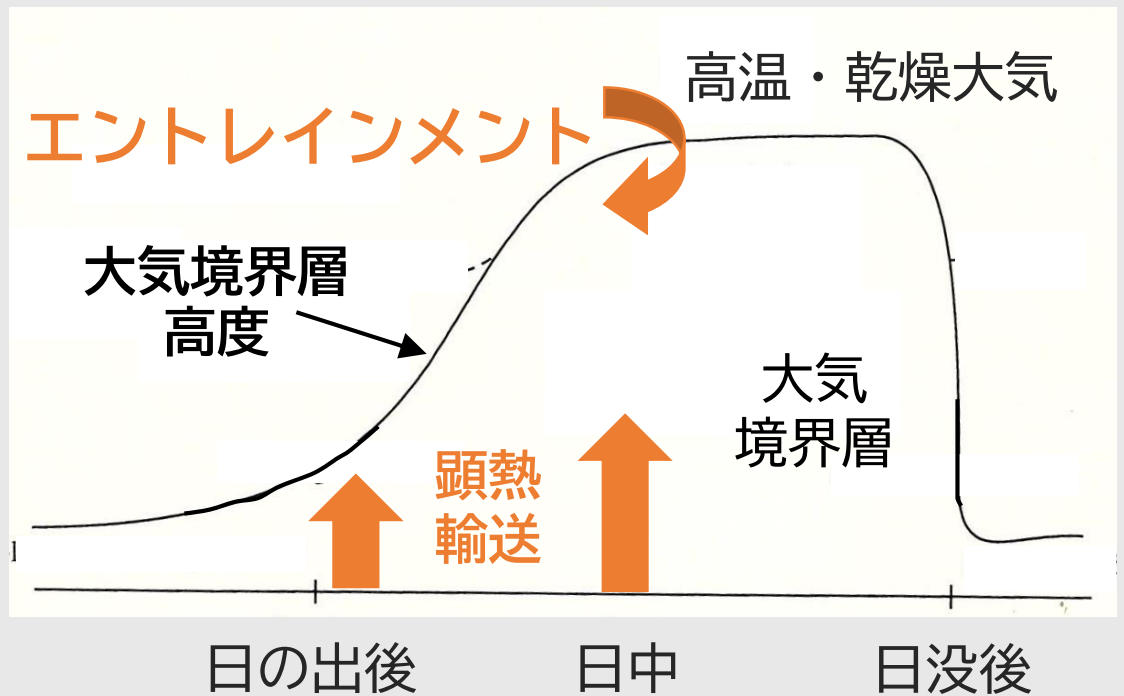 高温・乾燥大気
エントレインメント
大気境界層
高度
大気
境界層
顕熱
輸送
日の出後
日中
日没後